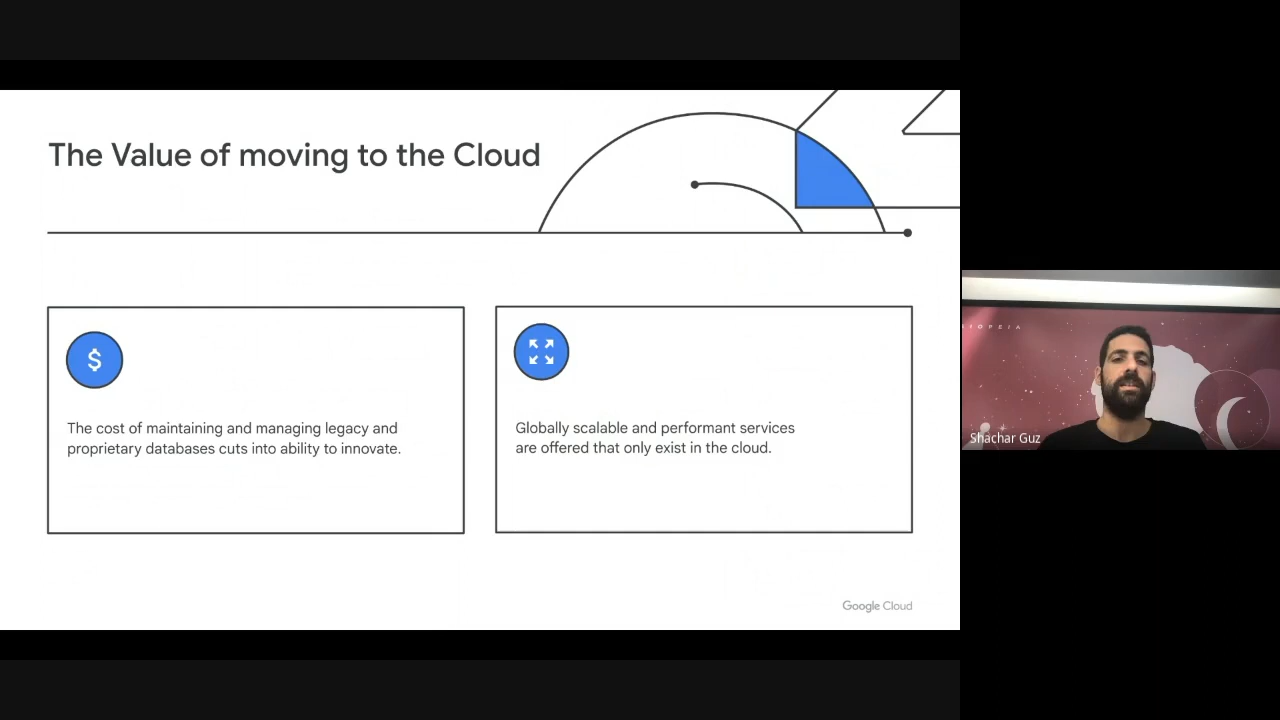 The Value of moving to the Cloud
$
The cost of maintaining and managing legacy and
proprietary databases cuts into ability to innovate.
Globally scalable and performant services
are offered that only exist in the cloud.
Google Cloud
Shachar Guz